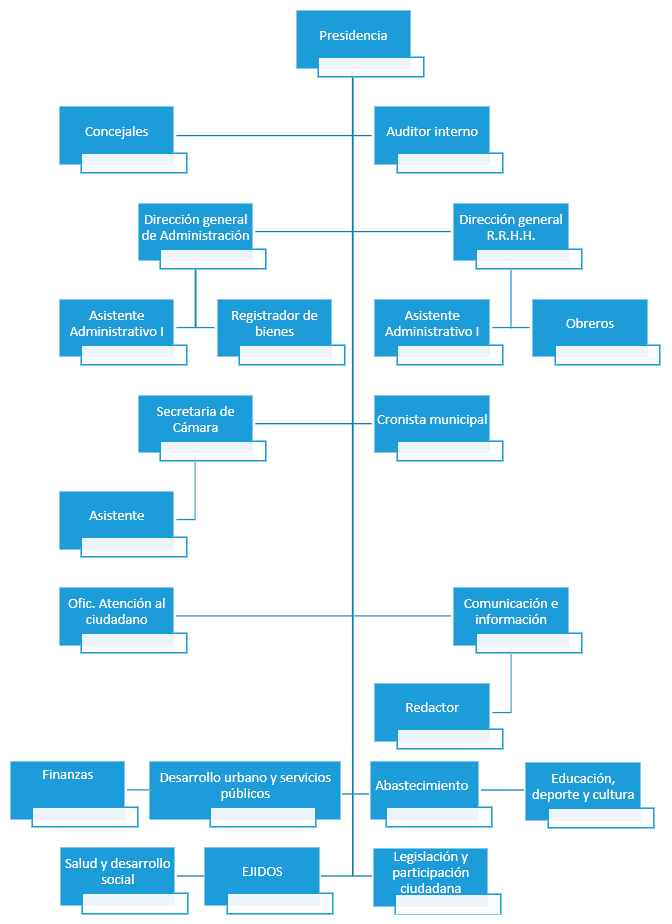 Presidencia
Concejales
Auditor interno
Dirección general
de Administración
Dirección general
R.R.H.H.
Asistente
Administrativo I
Registrador de
bienes
Asistente
Administrativo I
Obreros
Secretaria de
Cámara
Cronista municipal
Asistente
Ofic. Atención al
ciudadano
Comunicación e
información
Redactor
Finanzas
Desarrollo urbano y servicios
públicos
Abastecimiento
Educación,
deporte y cultura
Salud y desarrollo
social
EJIDOS
Legislación y
participación
ciudadana